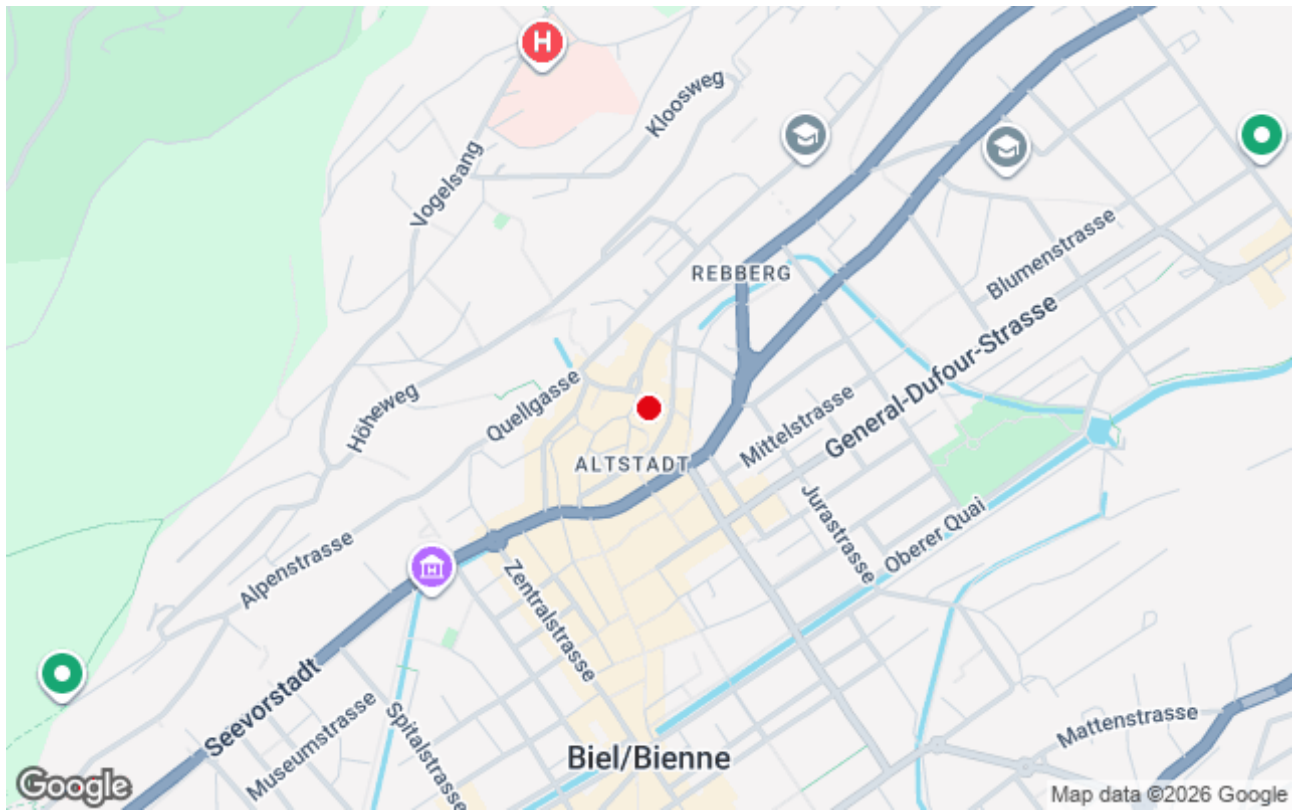 H
Kloosweg
Vogelsang
REBBERG
Blumenstrasse
General-Dufour-Strasse
Höheweg
Quellgasse
Mittelstrasse
ALTSTADT
Jurastrasse
Oberer Quai
Alpenstrasse
Zentralstrasse
Seevorstadt
Museumstrasse
Spitalstrasse
Mattenstrasse
Biel/Bienne
Google
Map data ©2026 Google